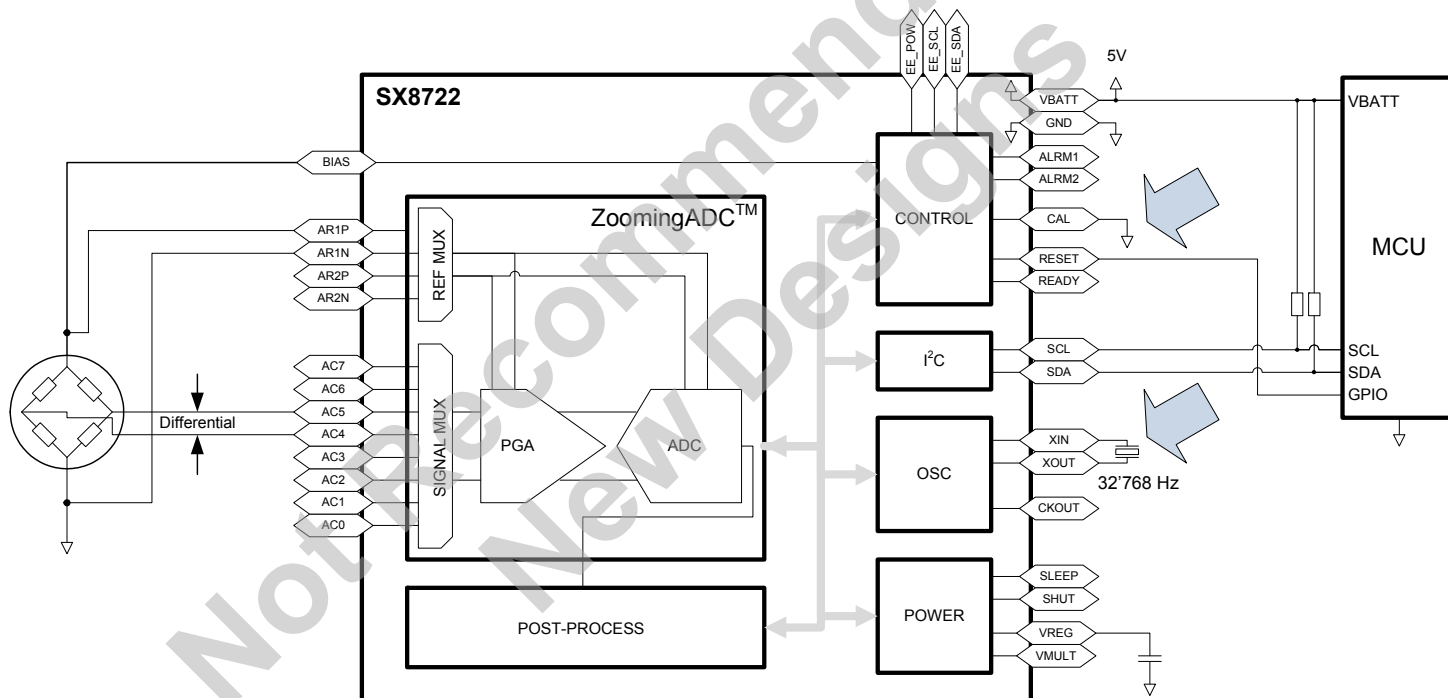 EE_POW
EE_SCL
EE_SDA
5V
SX8722
VBATT
GND
VBATT
BIAS
ALRM1
ALRM2
ZoomingADC™
CONTROL
CAL
MCU
AR1P
AR1N
AR2P
AR2N
REF MUX
RESET
READY
I²C
SCL
SDA
SCL
SDA
GPIO
AC7
AC6
AC5
AC4
AC3
AC2
AC1
AC0
Differential
SIGNAL MUX
PGA
ADC
OSC
XIN
XOUT
32'768 Hz
CKOUT
POST-PROCESS
POWER
SLEEP
SHUT
VREG
VMULT
Not Recommend
New Designs